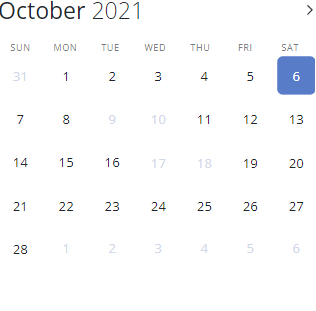 October 2021 >
SUN MON TUE WED THU FRI SAT
31 1 2 3 4 5 6
7 8 9 10 11 12 13
14 15 16 17 18 19 20
21 22 23 24 25 26 27
28 1 2 3 4 5 6